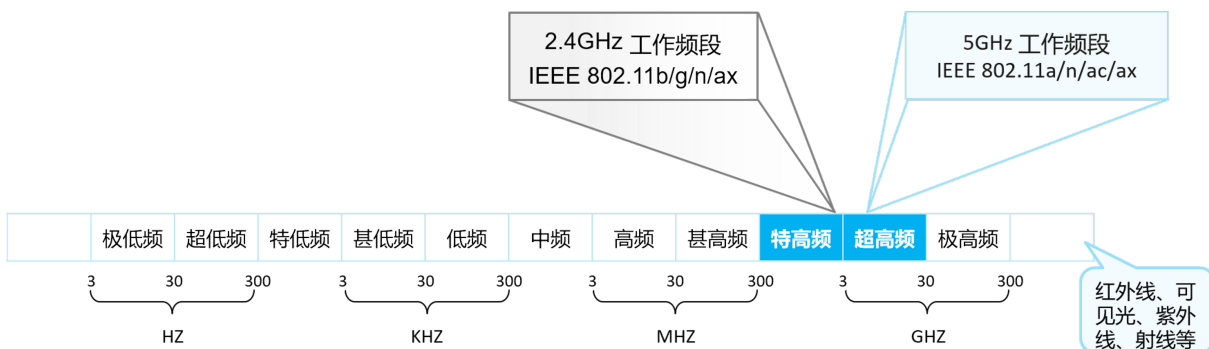 2.4GHz 工作频段
IEEE 802.11b/g/n/ax
5GHz 工作频段
IEEE 802.11a/n/ac/ax
极低频 超低频 特低频 甚低频 低频 中频 高频 甚高频 特高频 超高频 极高频
3 30 300 3 30 300 3 30 300 3 30 300
HZ KHZ MHZ GHZ
红外线、可
见光、紫外
线、射线等